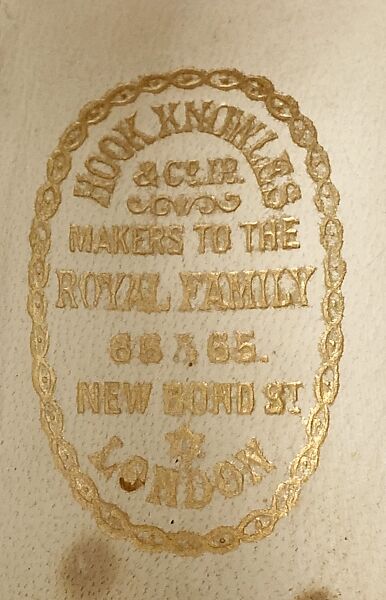 HOOK KNOWLES
& Co. Ld.
MAKERS TO THE
ROYAL FAMILY
66 & 65.
NEW BOND ST
LONDON